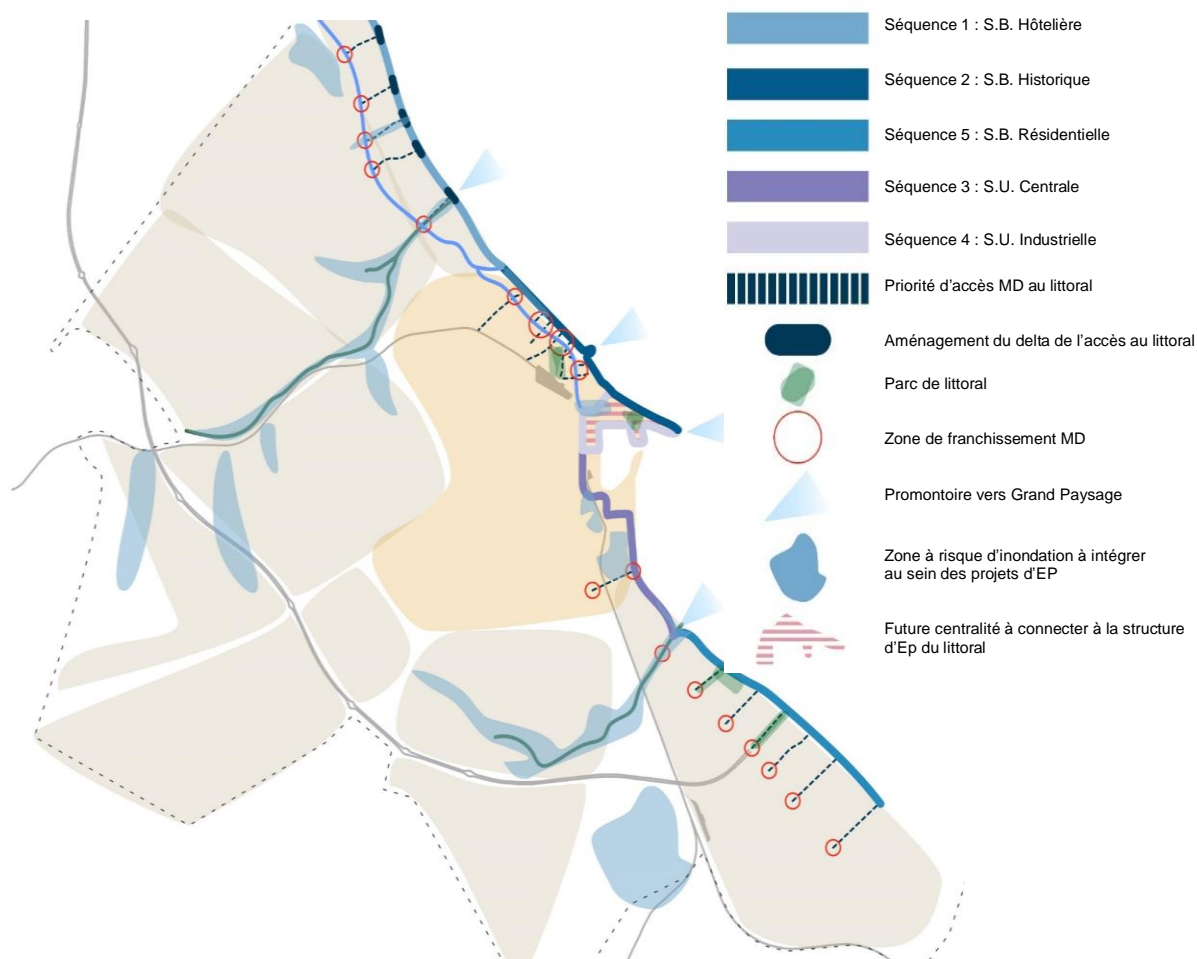 Séquence 1 : S.B. Hôtelière
Séquence 2 : S.B. Historique
Séquence 5 : S.B. Résidentielle
Séquence 3 : S.U. Centrale
Séquence 4 : S.U. Industrielle
Priorité d'accès MD au littoral
Aménagement du delta de l'accès au littoral
Parc de littoral
Zone de franchissement MD
Promontoire vers Grand Paysage
Zone à risque d'inondation à intégrer
au sein des projets d'EP
Future centralité à connecter à la structure
d'Ep du littoral